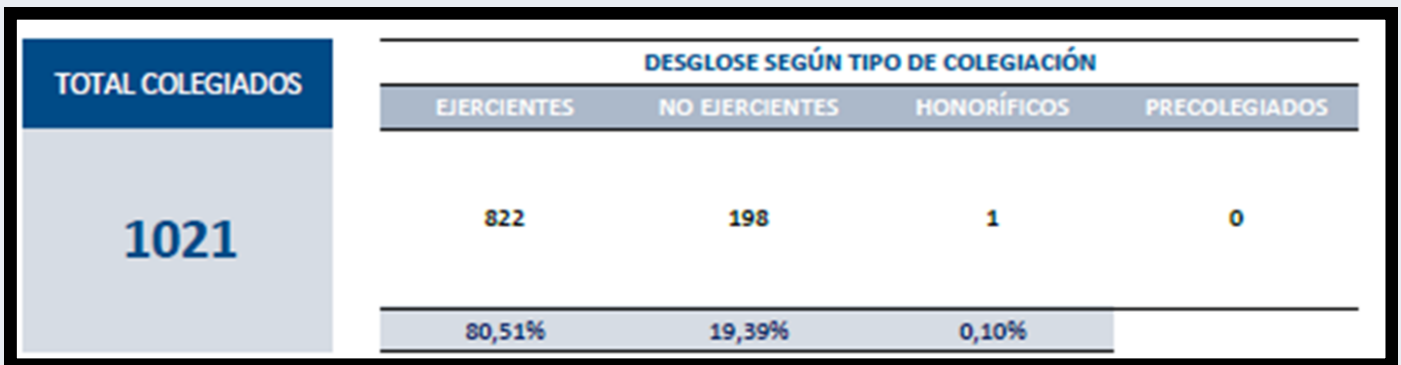 TOTAL COLEGIADOS
1021
DESGLOSE SEGÚN TIPO DE COLEGIACIÓN
EJERCIENTES NO EJERCIENTES HONORÍFICOS PRECOLEGIADOS
822 198 1 0
80,51% 19,39% 0,10%